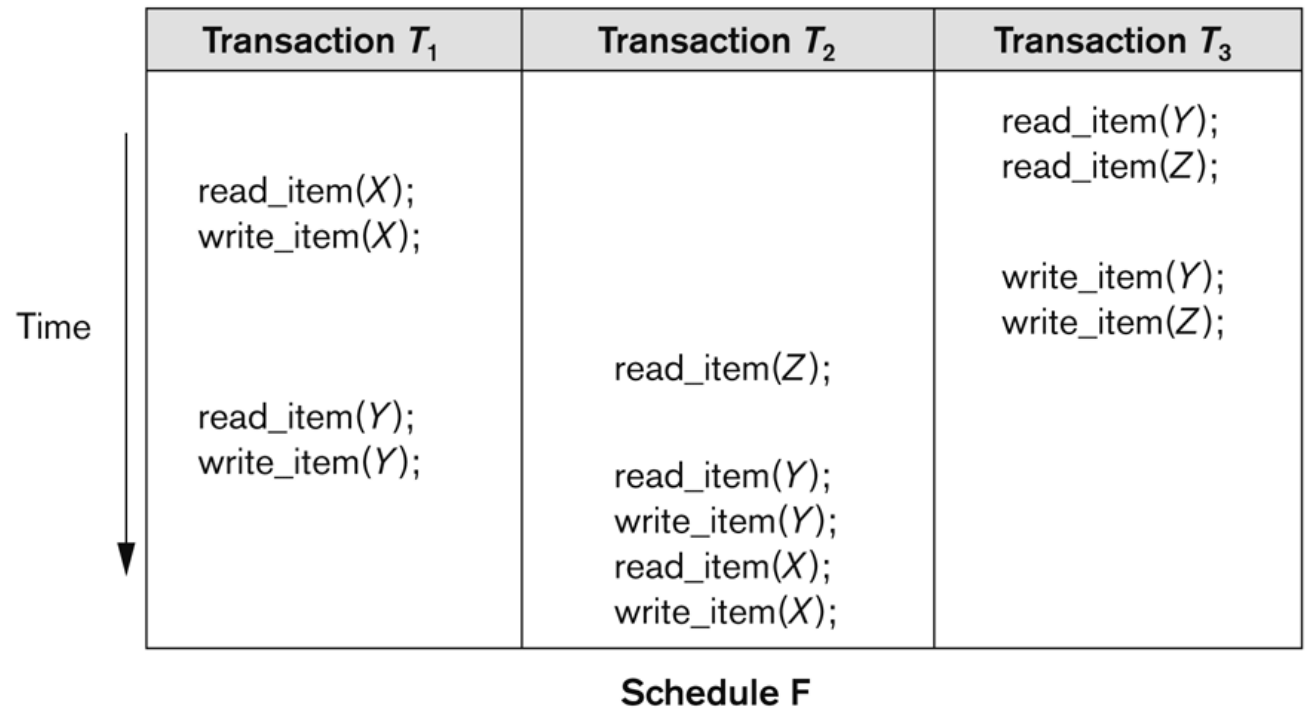 Transaction T₁ Transaction T₂ Transaction T₃
read_item(Y);
read_item(Z);
read_item(X);
write_item(X);
write_item(Y);
write_item(Z);
Time
read_item(Z);
read_item(Y);
write_item(Y);
read_item(Y);
write_item(Y);
read_item(X);
write_item(X);
Schedule F